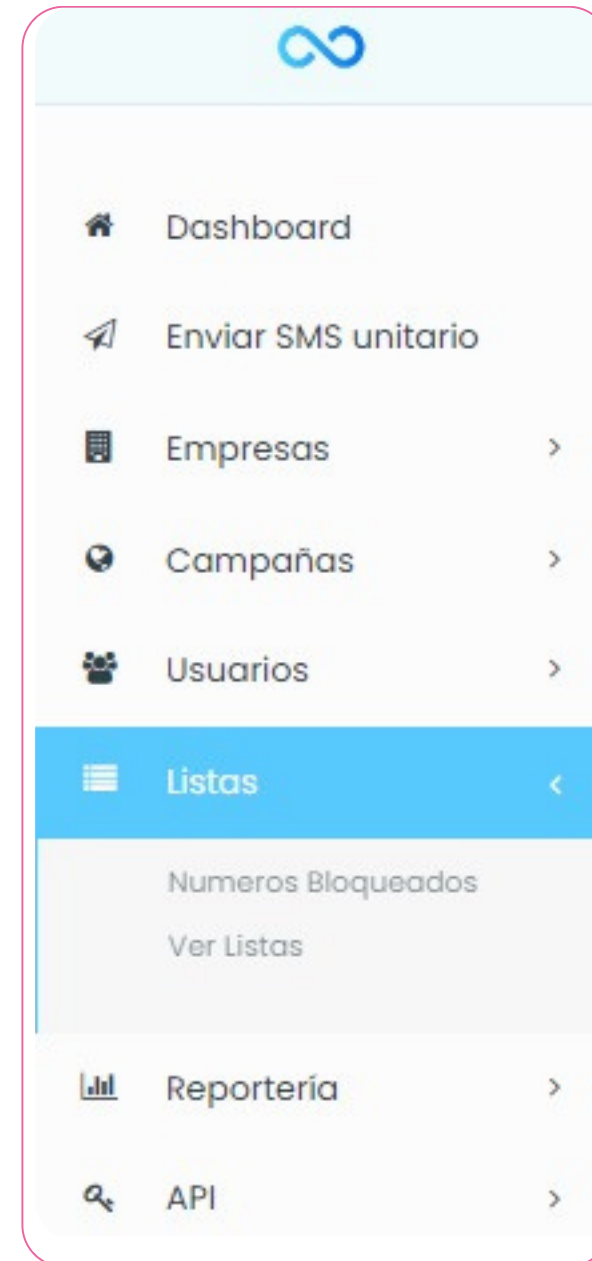 Dashboard
Enviar SMS unitario
Empresas
Campañas
Usuarios
Listas
Numeros Bloqueados
Ver Listas
Reportería
API